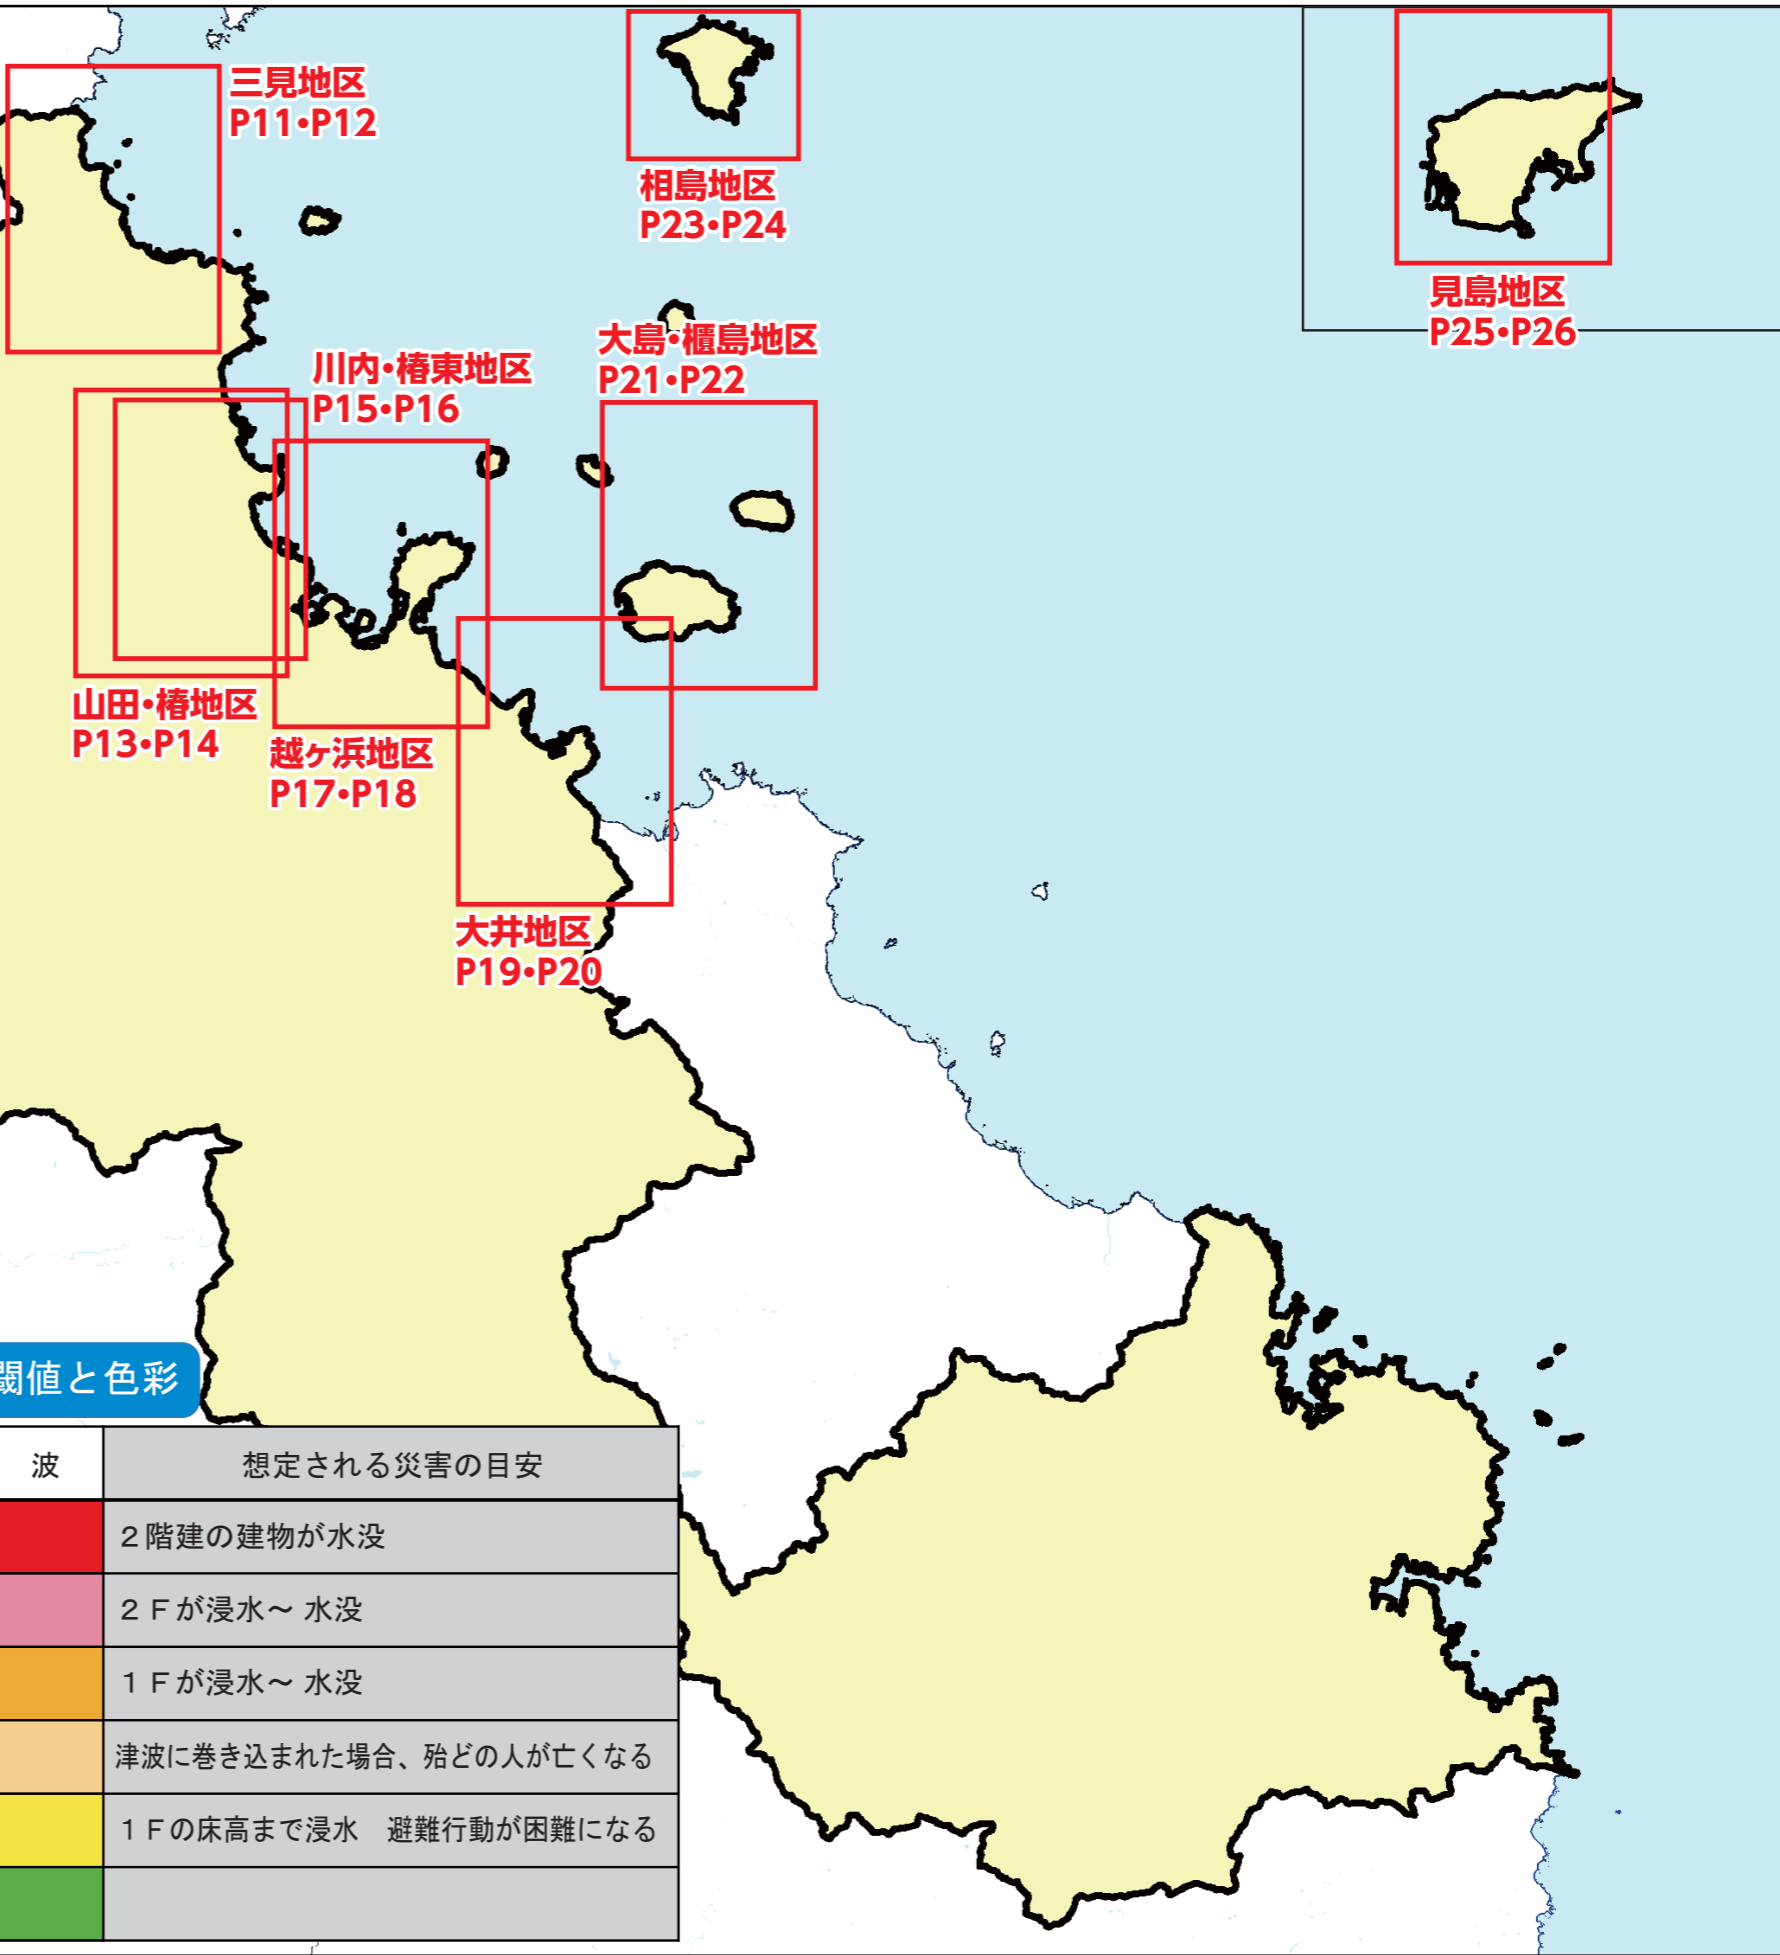 三見地区
P11・P12
相島地区
P23・P24
見島地区
P25・P26
大島・櫃島地区
P21・P22
川内・椿東地区
P15・P16
山田・椿地区
P13・P14
越ヶ浜地区
P17・P18
大井地区
P19・P20
閾値と色彩
波
想定される災害の目安
２階建の建物が水没
２Ｆが浸水～ 水没
１Ｆが浸水～ 水没
津波に巻き込まれた場合、殆どの人が亡くなる
１Ｆの床高まで浸水　避難行動が困難になる